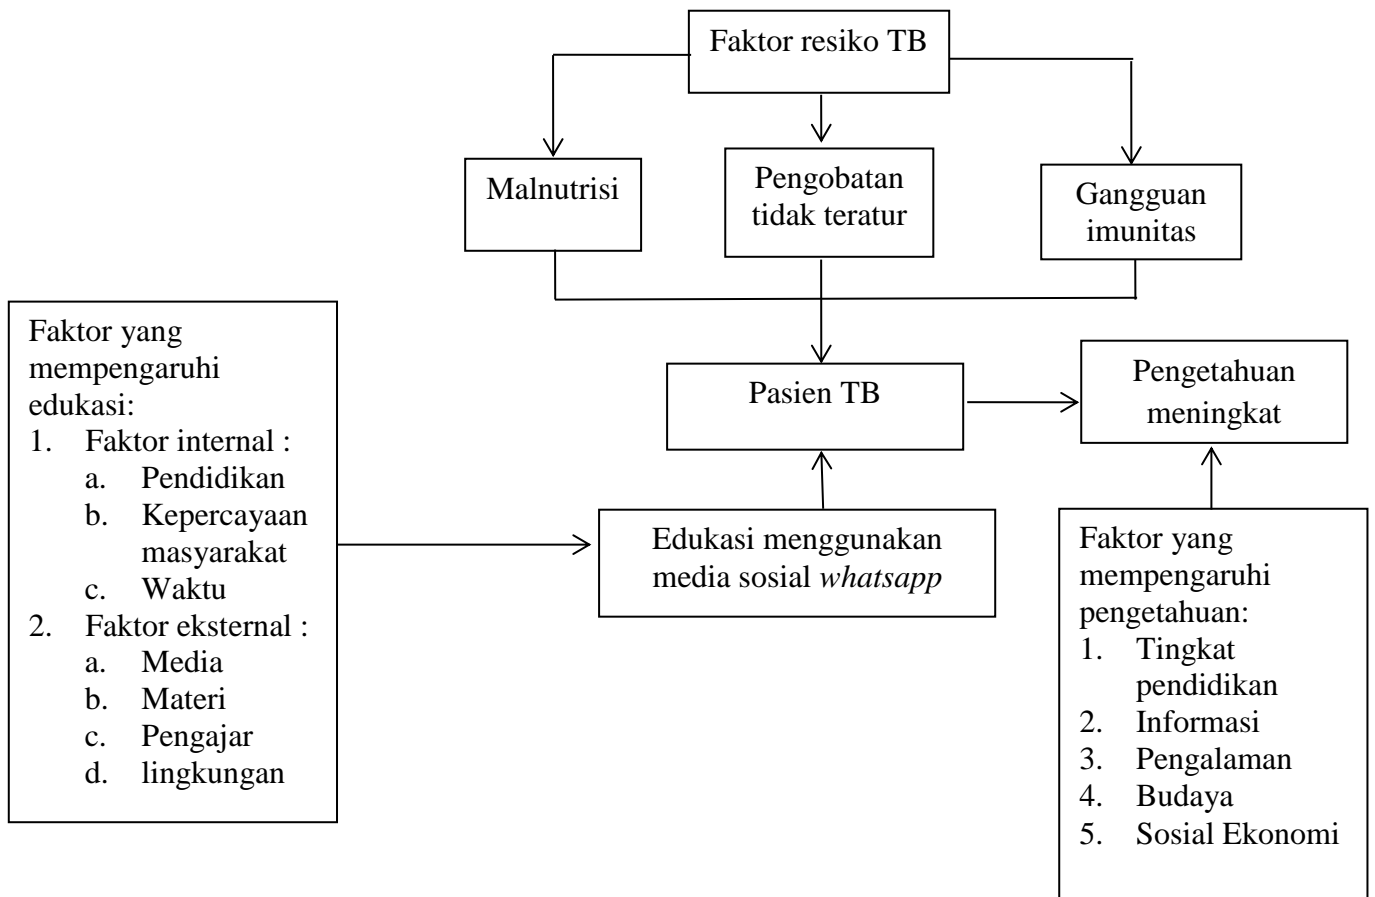 Faktor resiko TB
Malnutrisi
Pengobatan
tidak teratur
Gangguan
imunitas
Faktor yang
mempengaruhi
edukasi:
1. Faktor internal :
a. Pendidikan
b. Kepercayaan
masyarakat
c. Waktu
2. Faktor eksternal :
a. Media
b. Materi
c. Pengajar
d. lingkungan
Pasien TB
Pengetahuan
meningkat
Edukasi menggunakan
media sosial whatsapp
Faktor yang
mempengaruhi
pengetahuan:
1. Tingkat
pendidikan
2. Informasi
3. Pengalaman
4. Budaya
5. Sosial Ekonomi